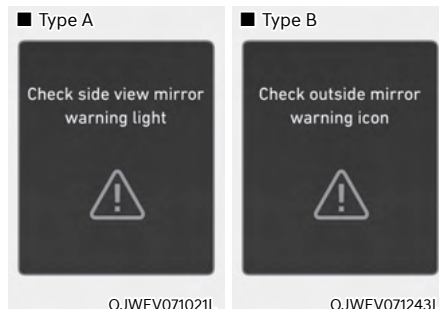 ■ Type A
■ Type B
Check side view mirror
warning light
Check outside mirror
warning icon
OJWEV071021L
OJWEV071243L